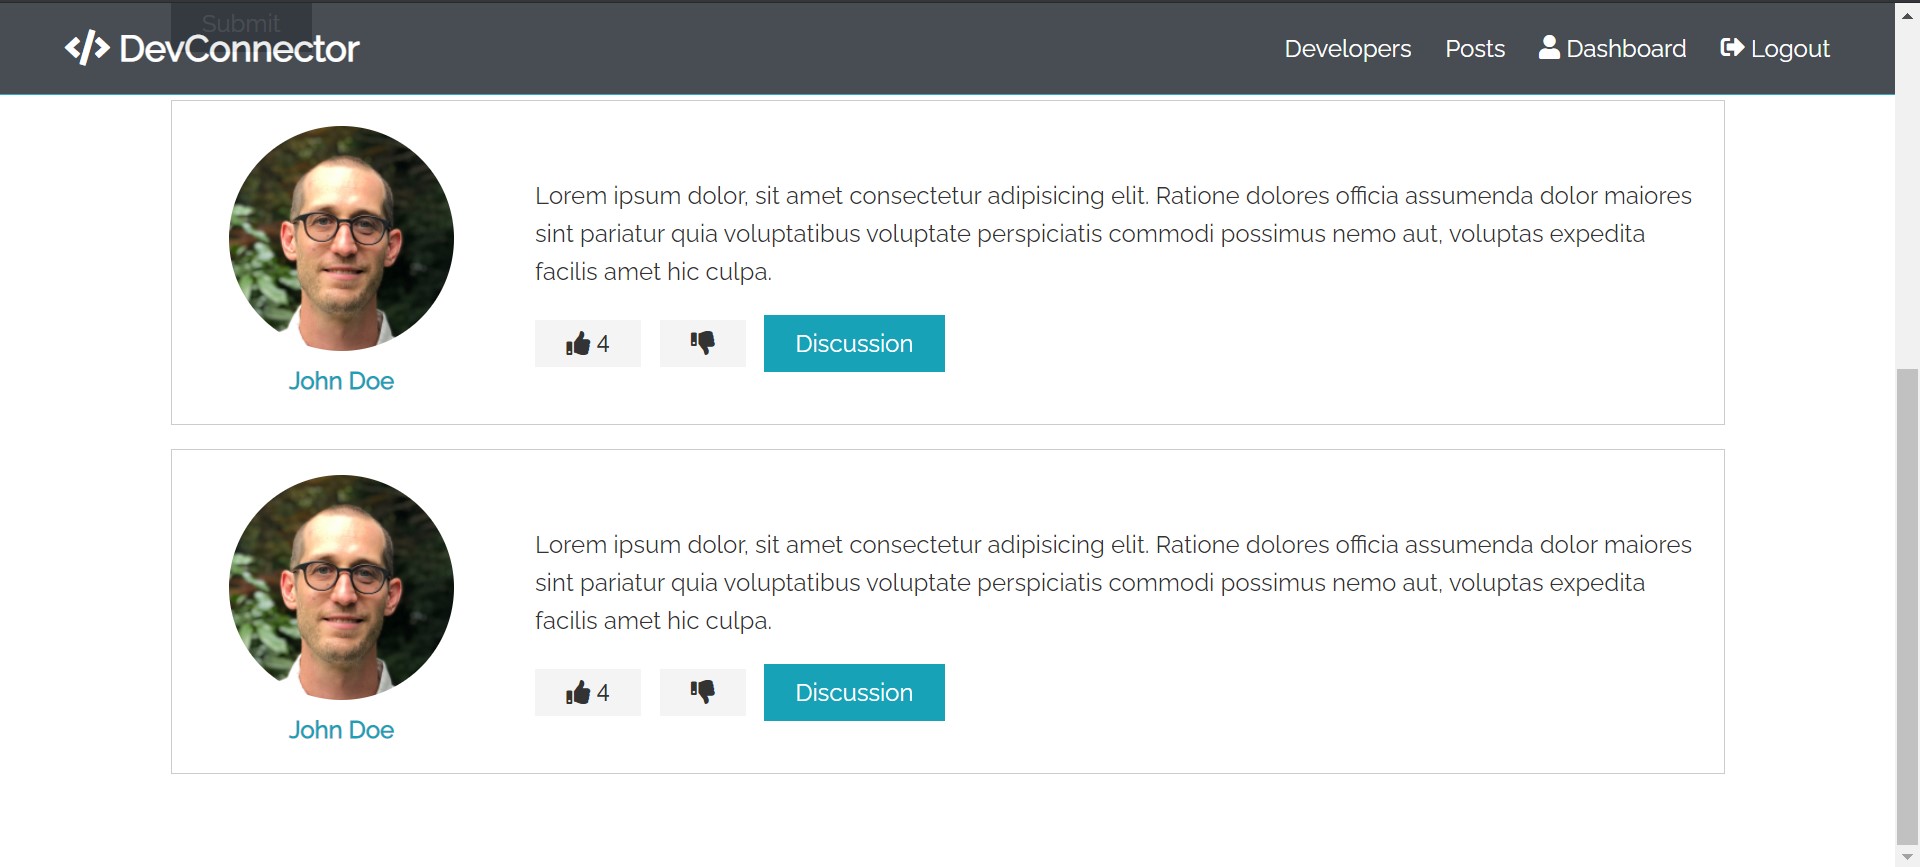 Submit
DevConnector
Developers Posts Dashboard Logout
Lorem ipsum dolor, sit amet consectetur adipisicing elit. Ratione dolores officia assumenda dolor maiores
sint pariatur quia voluptatibus voluptate perspiciatis commodi possimus nemo aut, voluptas expedita
facilis amet hic culpa.
4 Discussion
John Doe
Lorem ipsum dolor, sit amet consectetur adipisicing elit. Ratione dolores officia assumenda dolor maiores
sint pariatur quia voluptatibus voluptate perspiciatis commodi possimus nemo aut, voluptas expedita
facilis amet hic culpa.
4 Discussion
John Doe